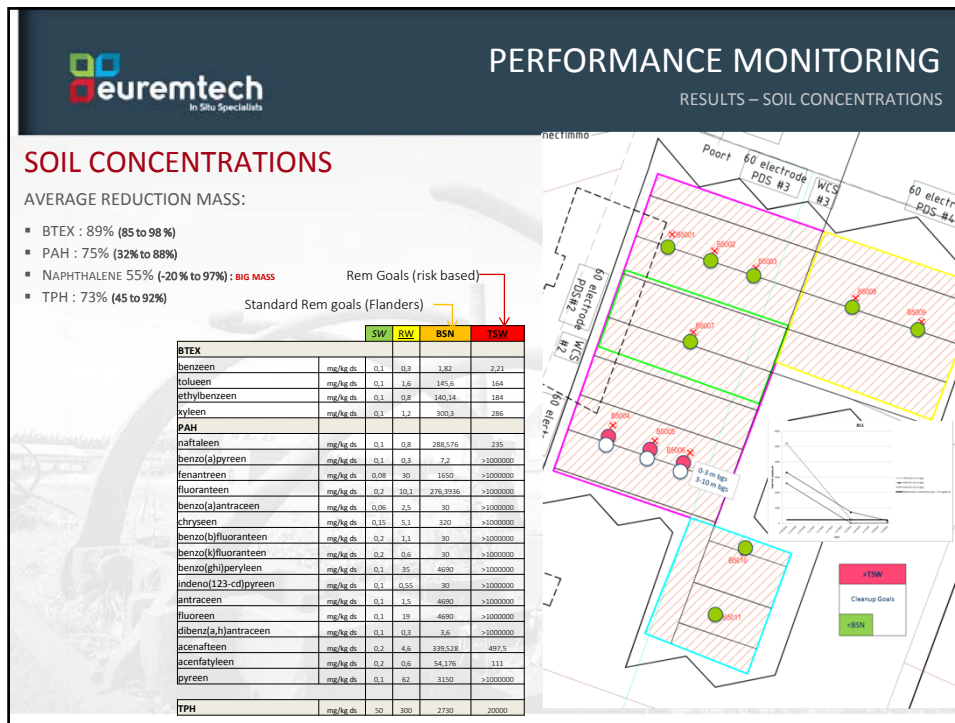 euremtech
In Situ Specialists
PERFORMANCE MONITORING
RESULTS – SOIL CONCENTRATIONS
SOIL CONCENTRATIONS
AVERAGE REDUCTION MASS:
▪ BTEX : 89% (85 to 98 %)
▪ PAH : 75% (32% to 88%)
▪ NAPHTHALENE 55% (-20 % to 97%) : BIG MASS
▪ TPH : 73% (45 to 92%)
Rem Goals (risk based)
Standard Rem goals (Flanders)
SW RW BSN TSW
BTEX
benzeen mg/kg ds 0,1 0,3 1,82 2,21
tolueen mg/kg ds 0,1 1,6 145,6 164
ethylbenzeen mg/kg ds 0,1 0,8 140,14 184
xyleen mg/kg ds 0,1 1,2 300,3 286
PAH
naftaleen mg/kg ds 0,1 0,8 288,576 235
benzo(a)pyreen mg/kg ds 0,1 0,3 7,2 >1000000
fenantreen mg/kg ds 0,08 30 1650 >1000000
fluoranteen mg/kg ds 0,2 10,1 276,3936 >1000000
benzo(a)antraceen mg/kg ds 0,06 2,5 30 >1000000
chryseen mg/kg ds 0,15 5,1 320 >1000000
benzo(b)fluoranteen mg/kg ds 0,2 1,1 30 >1000000
benzo(k)fluoranteen mg/kg ds 0,2 0,6 30 >1000000
benzo(ghi)peryleen mg/kg ds 0,1 35 4690 >1000000
indeno(123-cd)pyreen mg/kg ds 0,1 0,55 30 >1000000
antraceen mg/kg ds 0,1 1,5 4690 >1000000
fluoreen mg/kg ds 0,1 19 4690 >1000000
dibenz(a,h)antraceen mg/kg ds 0,1 0,3 3,6 >1000000
acenafteen mg/kg ds 0,2 4,6 339,528 497,5
acenfatyleen mg/kg ds 0,2 0,6 54,176 111
pyreen mg/kg ds 0,1 62 3150 >1000000
TPH mg/kg ds 50 300 2730 20000
nectimmo
Poort
60 electrode
PDS #3
WCS
#3
60 electr
PDS #4
B5001
B5002
B5003
60 electrode
PDS#2
WCS
#2
B5007
B5008
B5009
B5004
B5005
B5006
0-3 m bgs
3-10 m bgs
B5010
B5011
>TSW
Cleanup Goals
<BSN